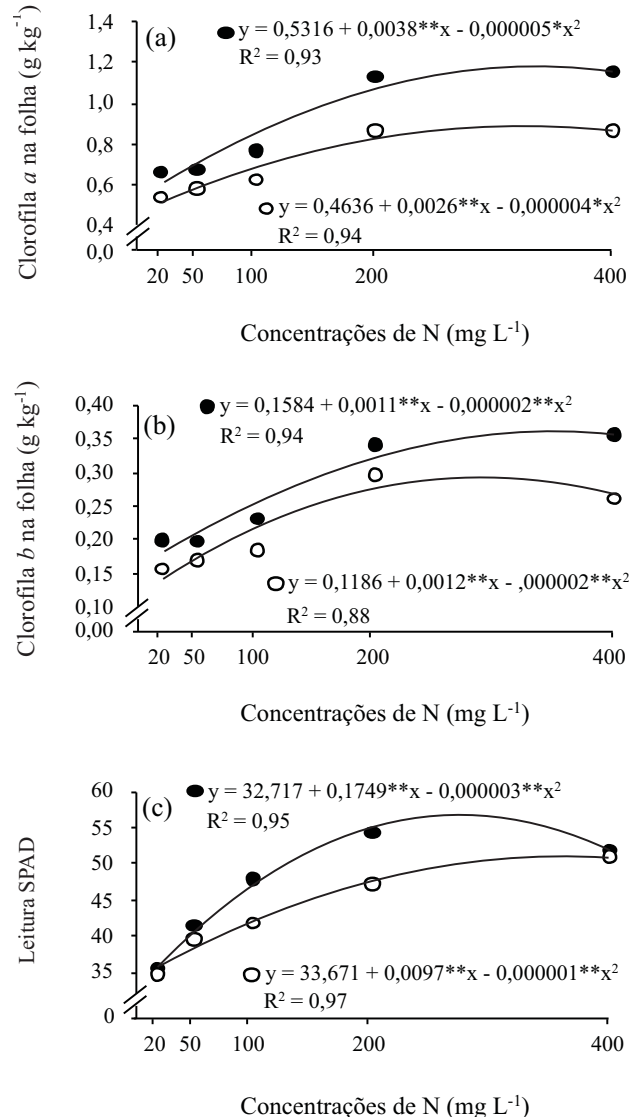 (a)
y = 0,5316 + 0,0038**x - 0,000005*x²
R² = 0,93
Clorofila a na folha (g kg⁻¹)
1,4
1,2
1,0
0,8
0,6
0,4
0,0
y = 0,4636 + 0,0026**x - 0,000004*x²
R² = 0,94
20 50 100 200 400
Concentrações de N (mg L⁻¹)
(b)
y = 0,1584 + 0,0011**x - 0,000002**x²
R² = 0,94
Clorofila b na folha (g kg⁻¹)
0,40
0,35
0,30
0,25
0,20
0,15
0,10
0,00
y = 0,1186 + 0,0012**x - ,000002**x²
R² = 0,88
20 50 100 200 400
Concentrações de N (mg L⁻¹)
(c)
y = 32,717 + 0,1749**x - 0,000003**x²
R² = 0,95
Leitura SPAD
60
55
50
45
40
35
0
y = 33,671 + 0,0097**x - 0,000001**x²
R² = 0,97
20 50 100 200 400
Concentrações de N (mg L⁻¹)